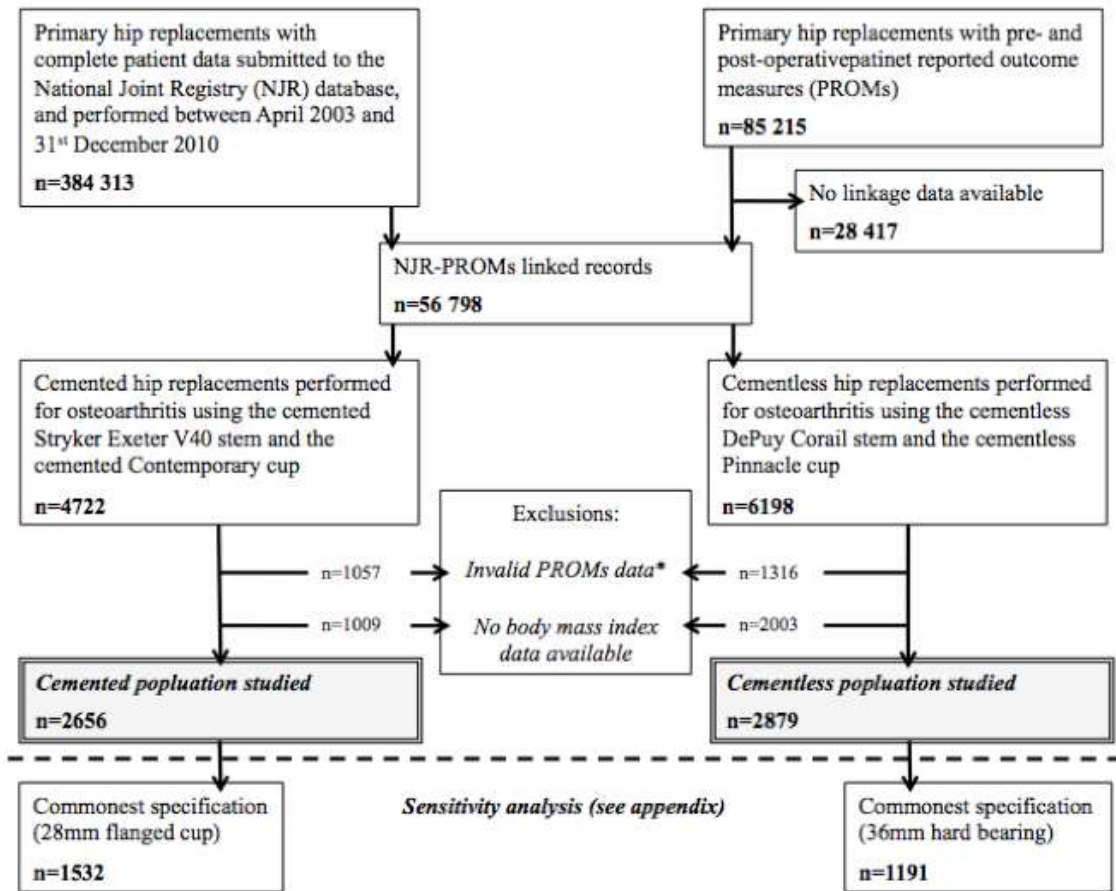 Primary hip replacements with
complete patient data submitted to the
National Joint Registry (NJR) database,
and performed between April 2003 and
31st December 2010
n=384 313
Primary hip replacements with pre- and
post-operativepatinet reported outcome
measures (PROMs)
n=85 215
No linkage data available
n=28 417
NJR-PROMs linked records
n=56 798
Cemented hip replacements performed
for osteoarthritis using the cemented
Stryker Exeter V40 stem and the
cemented Contemporary cup
n=4722
Cementless hip replacements performed
for osteoarthritis using the cementless
DePuy Corail stem and the cementless
Pinnacle cup
n=6198
Exclusions:
n=1057
Invalid PROMs data*
n=1316
n=1009
No body mass index
data available
n=2003
Cemented popluation studied
n=2656
Cementless popluation studied
n=2879
Commonest specification
(28mm flanged cup)
n=1532
Sensitivity analysis (see appendix)
Commonest specification
(36mm hard bearing)
n=1191